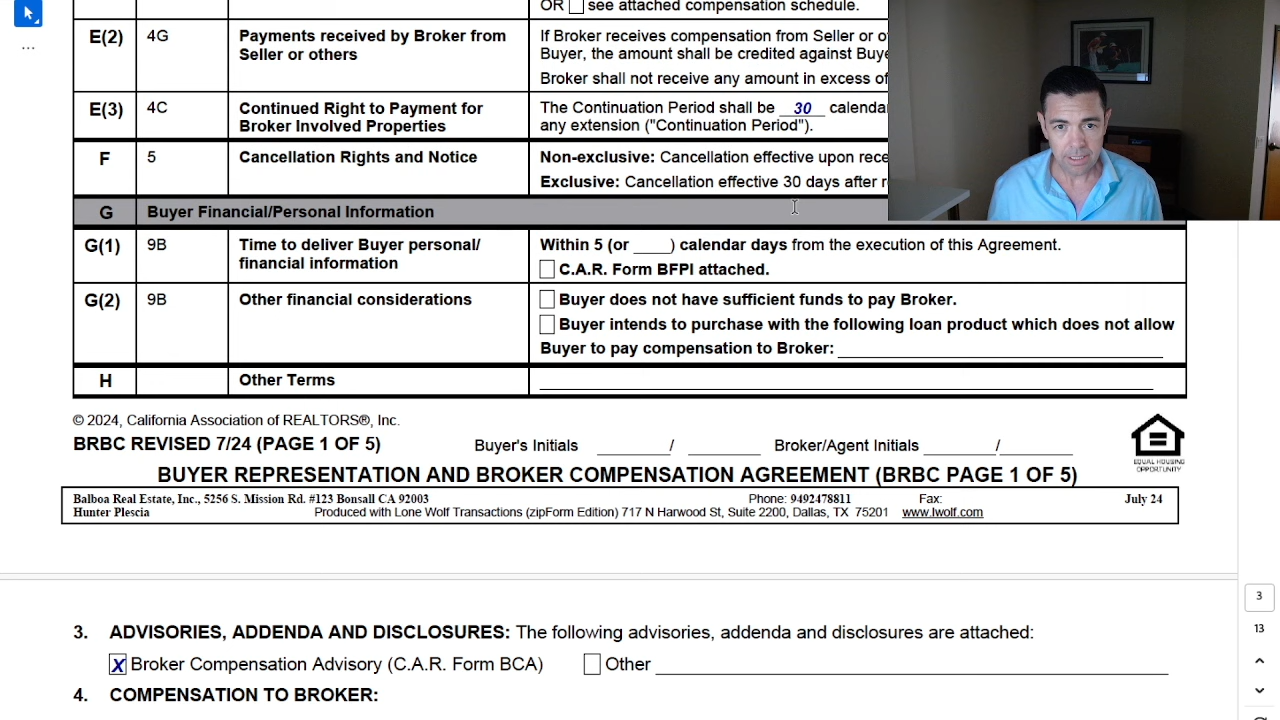 OR see attached compensation schedule.
E(2) 4G Payments received by Broker from Seller or others
If Broker receives compensation from Seller or o
Buyer, the amount shall be credited against Buye
Broker shall not receive any amount in excess of
E(3) 4C Continued Right to Payment for Broker Involved Properties
The Continuation Period shall be 30 calenda
any extension ("Continuation Period").
F 5 Cancellation Rights and Notice
Non-exclusive: Cancellation effective upon rece
Exclusive: Cancellation effective 30 days after r
G Buyer Financial/Personal Information
G(1) 9B Time to deliver Buyer personal/ financial information
Within 5 (or ____) calendar days from the execution of this Agreement.
C.A.R. Form BFPI attached.
G(2) 9B Other financial considerations
Buyer does not have sufficient funds to pay Broker.
Buyer intends to purchase with the following loan product which does not allow
Buyer to pay compensation to Broker:
H Other Terms
© 2024, California Association of REALTORS®, Inc.
BRBC REVISED 7/24 (PAGE 1 OF 5) Buyer's Initials ____ / ____ Broker/Agent Initials ____ / ____
EQUAL HOUSING
OPPORTUNITY
BUYER REPRESENTATION AND BROKER COMPENSATION AGREEMENT (BRBC PAGE 1 OF 5)
Balboa Real Estate, Inc., 5256 S. Mission Rd. #123 Bonsall CA 92003 Phone: 9492478811 Fax: July 24
Hunter Plescia Produced with Lone Wolf Transactions (zipForm Edition) 717 N Harwood St, Suite 2200, Dallas, TX 75201 www.lwolf.com
3. ADVISORIES, ADDENDA AND DISCLOSURES: The following advisories, addenda and disclosures are attached:
X Broker Compensation Advisory (C.A.R. Form BCA) Other
4. COMPENSATION TO BROKER:
3
13